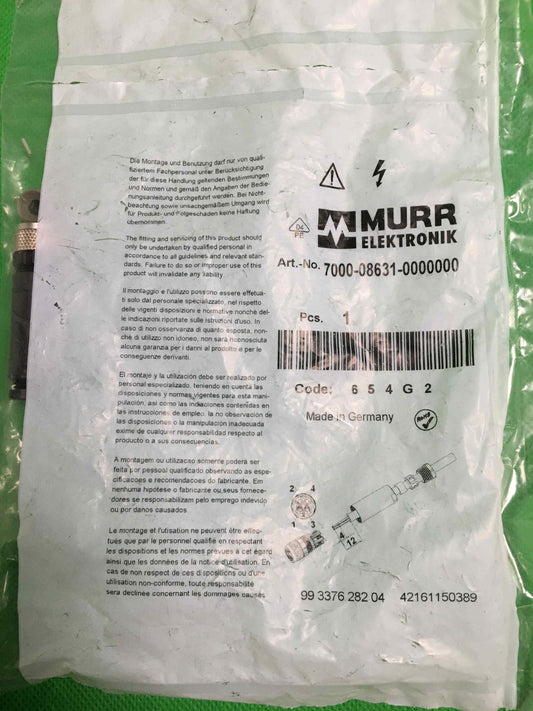 Die Montage und Benutzung darf nur von quali-
fiziertem Fachpersonal unter Berücksichtigung
der für diese Handlung geltenden Bestimmungen
und Normen und gemäß den Angaben der Bedie-
nungsanleitung durchgeführt werden. Bei Nicht-
beachtung sowie unsachgemäßem Umgang wird
für Produkt- und Folgeschäden keine Haftung
übernommen.
The fitting and servicing of this product should
only be undertaken by qualified personal in
accordance to all guidelines and relevant stan-
dards. Failure to do so or improper use of this
product will invalidate any liability.
Il montaggio e l'utilizzo possono essere effetua-
ti solo dal personale specializzato, nel rispetto
delle vigenti disposizioni e normative nonché del-
le indicazioni riportate sulle istruzioni d'uso. In
caso di non osservanza di quanto esposto, non-
ché di utilizzo non idoneo, non sarà riconosciuta
alcuna garanzia per i danni al prodotto e per le
conseguenze derivanti.
El montaje y la utilización debe ser realizado por
personal especializado, teniendo en cuenta las
disposiciones y normas vigentes para esta mani-
pulación, así como las indicaciones contenidas en
las instrucciones de empleo. la no observación de
las disposiciones o la manipulación inadecuada
exime de cualquier responsabilidad respecto al
producto o a sus consecuencias.
A montagem ou utilizaciao somente poderá ser
feita por pessoal qualificado observando as espe-
cificacoes e recomendacoes do fabricante. Em
nenhuma hipótese o fabricante ou seus fornece-
dores se responsabilizam pelo emprego indevido
ou por danos causados.
Le montage et l'utisation ne peuvent être effec-
tués que par le personnel qualifié en respectant
les dispositions et les normes prévues à cet égard
ainsi que les données de la notice d'utilisation. En
cas de non respect de ces dispositions ou d'une
utilisation non-conforme, toute responsabilité
sera declinée concernant les dommages causés.
04
PE
MURR
ELEKTRONIK
Art.-No. 7000-08631-0000000
Pcs. 1
Code: 654G2
Made in Germany
RoHS
2 4
1 3
4
12
99 3376 282 04 42161150389